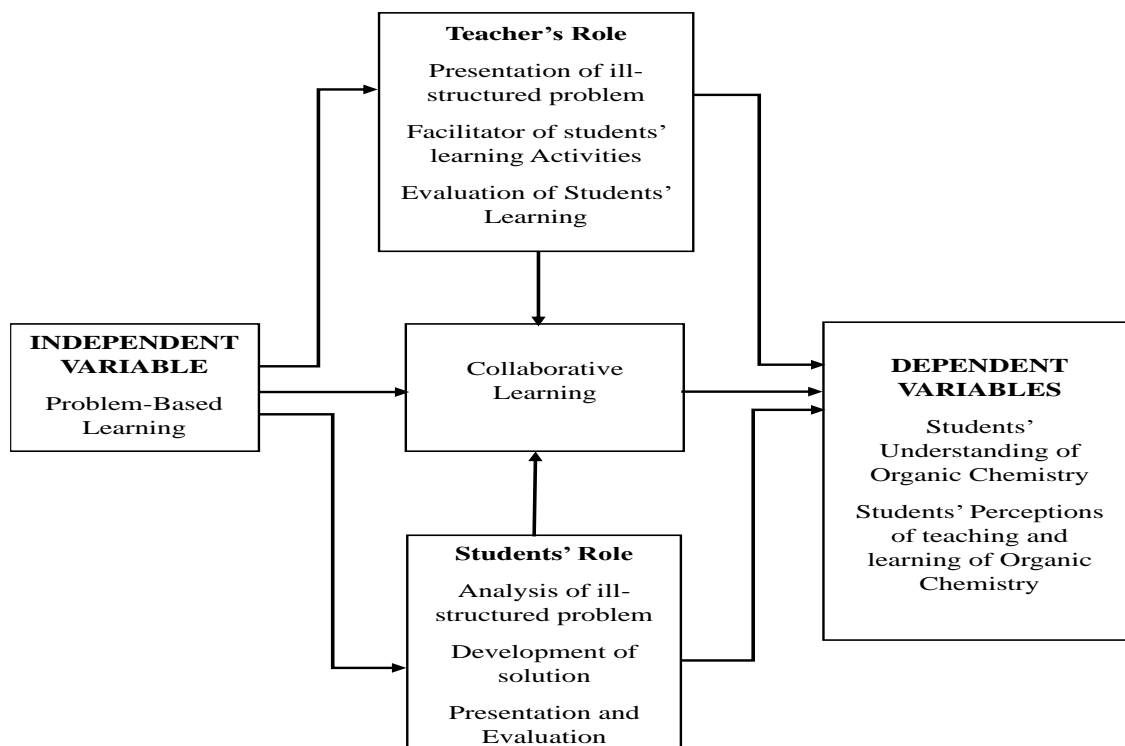 Teacher’s Role
Presentation of ill-
structured problem
Facilitator of students’
learning Activities
Evaluation of Students’
Learning
INDEPENDENT
VARIABLE
Problem-Based
Learning
Collaborative
Learning
DEPENDENT
VARIABLES
Students’
Understanding of
Organic Chemistry
Students’ Perceptions
of teaching and
learning of Organic
Chemistry
Students’ Role
Analysis of ill-
structured problem
Development of
solution
Presentation and
Evaluation